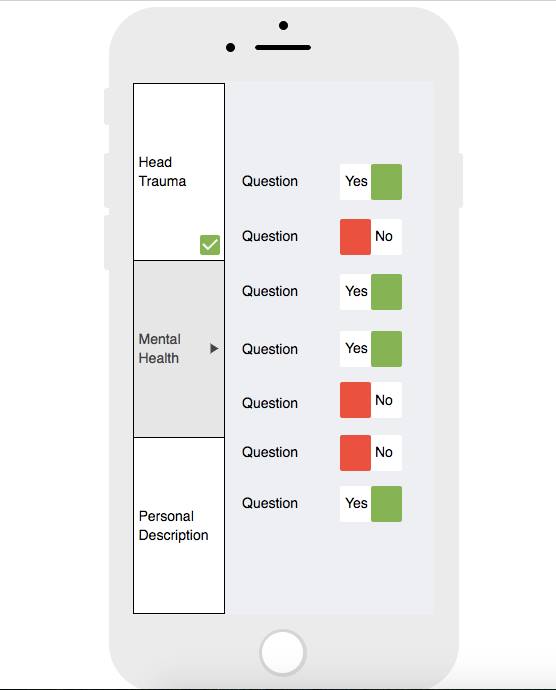 Head
Trauma
Mental
Health
Personal
Description
Question Yes
Question No
Question Yes
Question Yes
Question No
Question No
Question Yes